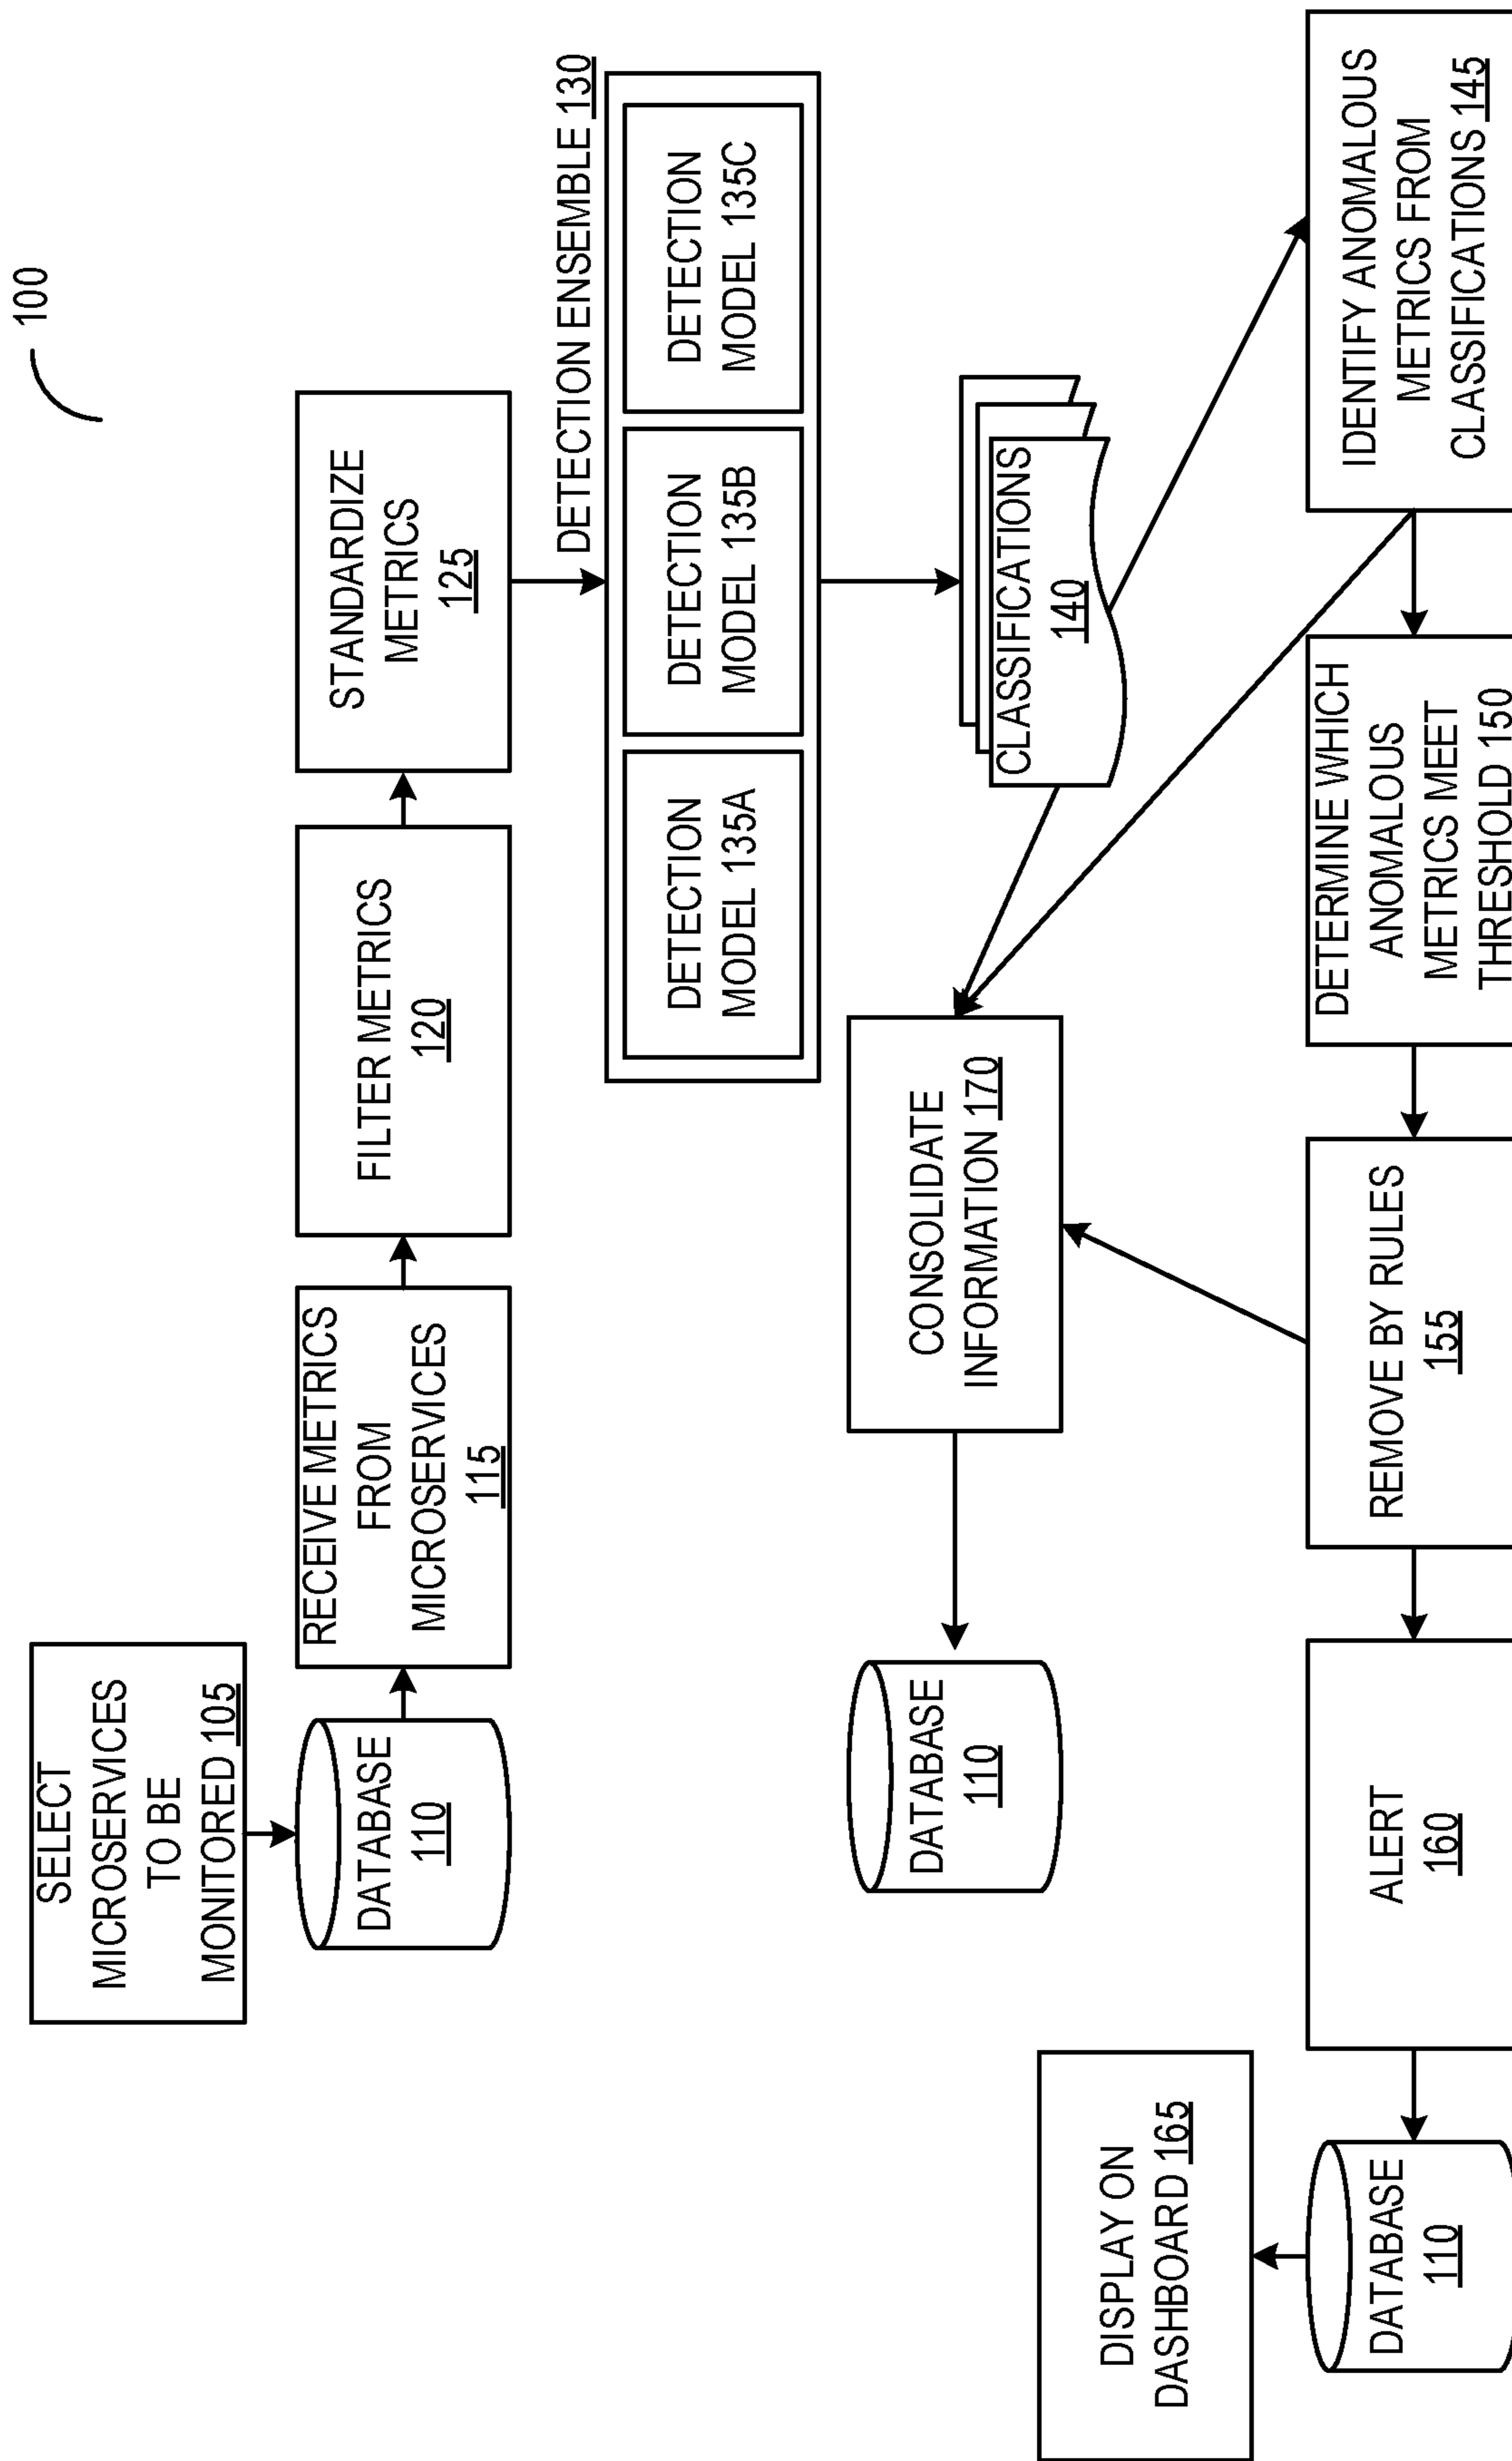 100
SELECT
MICROSERVICES
TO BE
MONITORED 105
DATABASE
110
RECEIVE METRICS
FROM
MICROSERVICES
115
FILTER METRICS
120
STANDARDIZE
METRICS
125
DETECTION ENSEMBLE 130
DETECTION
MODEL 135A
DETECTION
MODEL 135B
DETECTION
MODEL 135C
DATABASE
110
CONSOLIDATE
INFORMATION 170
CLASSIFICATIONS
140
DISPLAY ON
DASHBOARD 165
DATABASE
110
ALERT
160
REMOVE BY RULES
155
DETERMINE WHICH
ANOMALOUS
METRICS MEET
THRESHOLD 150
IDENTIFY ANOMALOUS
METRICS FROM
CLASSIFICATIONS 145